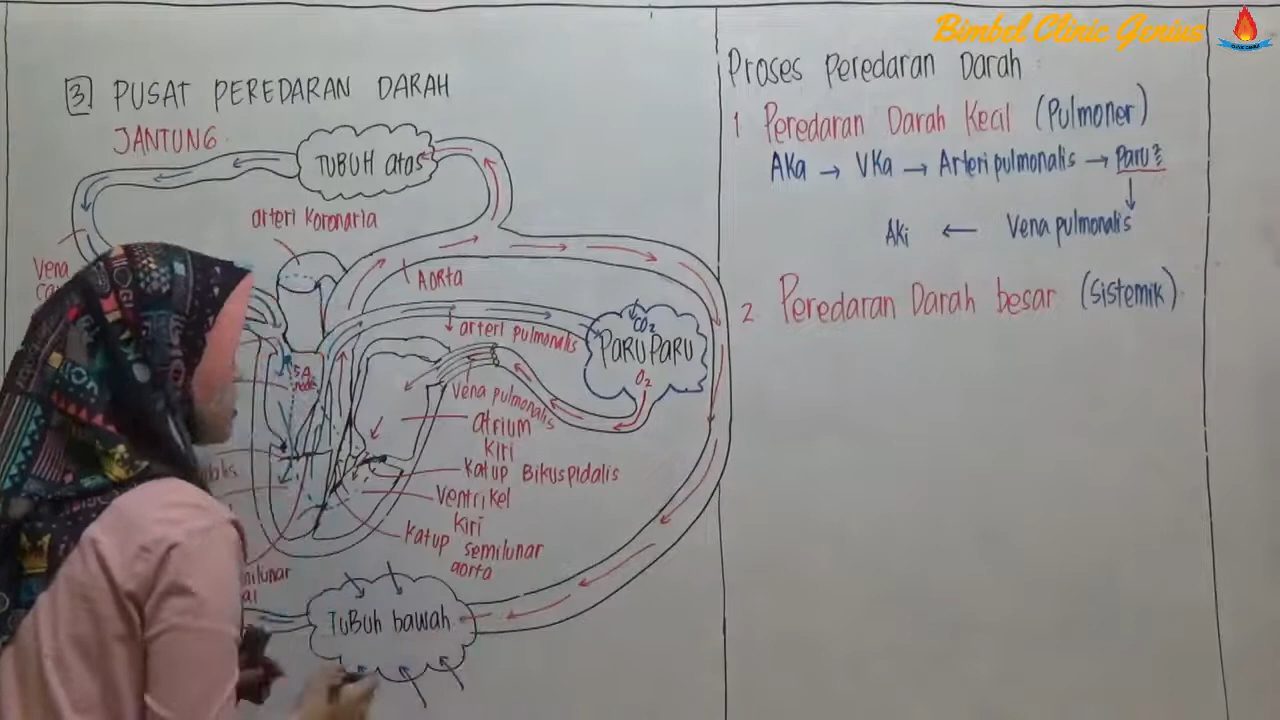 Bimbel Clinic Genius
3 PUSAT PEREDARAN DARAH
JANTUNG
TUBUH atas
arteri koronaria
Vena
AORTA
arteri pulmonalis
CO2
PARU PARU
O2
SA
node
Vena pulmonalis
atrium
kiri
katup Bikuspidalis
Ventrikel
kiri
katup semilunar
aorta
TUBUH bawah
Proses Peredaran Darah
1 Peredaran Darah Kecil (Pulmoner)
AKa → VKa → Arteri pulmonalis → Paru²
AKi ← Vena pulmonalis
2 Peredaran Darah besar (Sistemik)